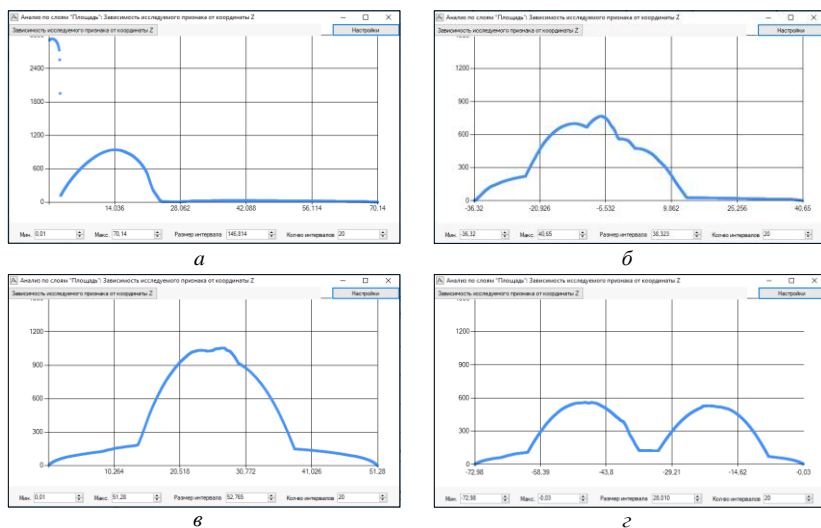 Анализ по слоям "Площадь": Зависимость исследуемого признака от координаты Z
Зависимость исследуемого признака от координаты Z
Настройки
2400
1800
1200
600
0
14,036 28,062 42,088 56,114 70,14
Мин. 0,01 Макс. 70,14 Размер интервала 146,814 Кол-во интервалов 20
а
Анализ по слоям "Площадь": Зависимость исследуемого признака от координаты Z
Зависимость исследуемого признака от координаты Z
Настройки
1200
900
600
300
0
-36,32 -20,926 -5,532 9,862 25,256 40,65
Мин. -36,32 Макс. 40,65 Размер интервала 38,323 Кол-во интервалов 20
б
Анализ по слоям "Площадь": Зависимость исследуемого признака от координаты Z
Зависимость исследуемого признака от координаты Z
Настройки
1200
900
600
300
0
10,264 20,518 30,772 41,026 51,28
Мин. 0,01 Макс. 51,28 Размер интервала 52,765 Кол-во интервалов 20
в
Анализ по слоям "Площадь": Зависимость исследуемого признака от координаты Z
Зависимость исследуемого признака от координаты Z
Настройки
1200
900
600
300
0
-72,98 -58,39 -43,8 -29,21 -14,62 -0,03
Мин. -72,98 Макс. -0,03 Размер интервала 28,010 Кол-во интервалов 20
г